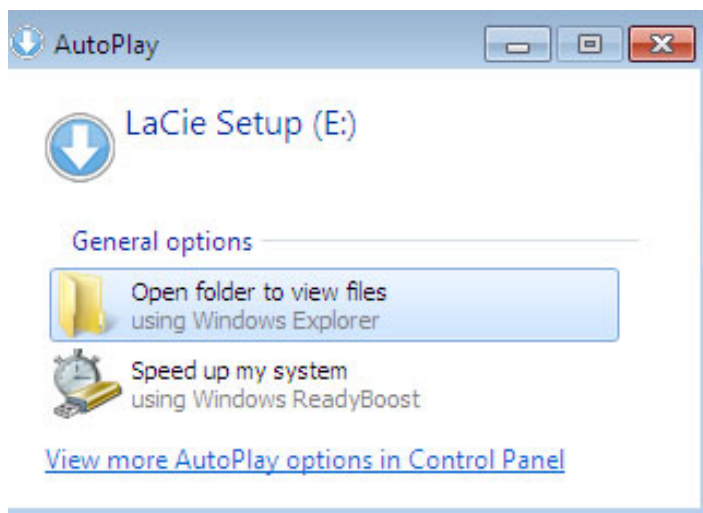 AutoPlay
LaCie Setup (E:)
General options
Open folder to view files
using Windows Explorer
Speed up my system
using Windows ReadyBoost
View more AutoPlay options in Control Panel